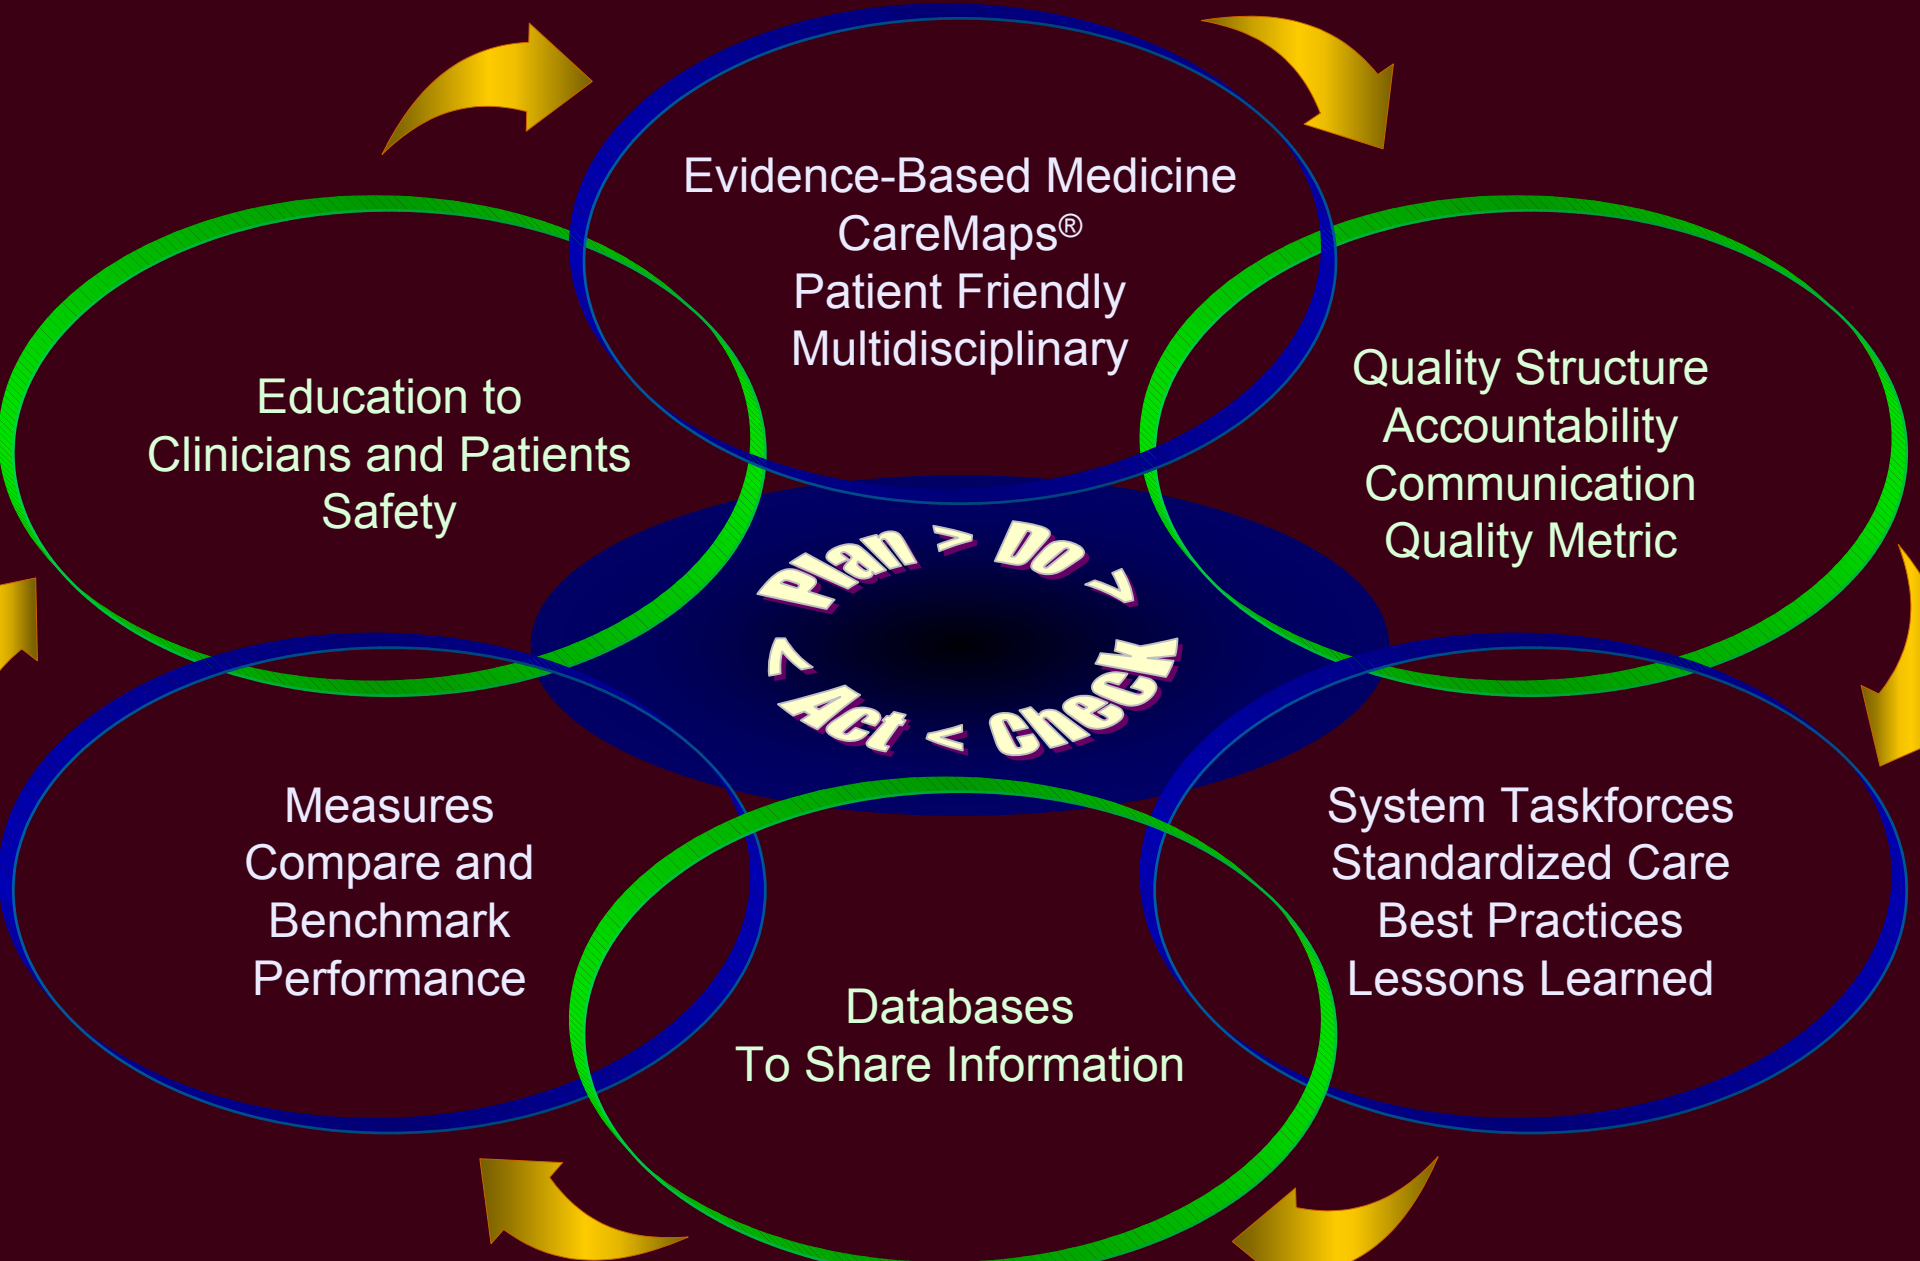 Evidence-Based Medicine
CareMaps®
Patient Friendly
Multidisciplinary
Quality Structure
Accountability
Communication
Quality Metric
Education to
Clinicians and Patients
Safety
Plan > Do > Check > Act >
System Taskforces
Standardized Care
Best Practices
Lessons Learned
Measures
Compare and
Benchmark
Performance
Databases
To Share Information